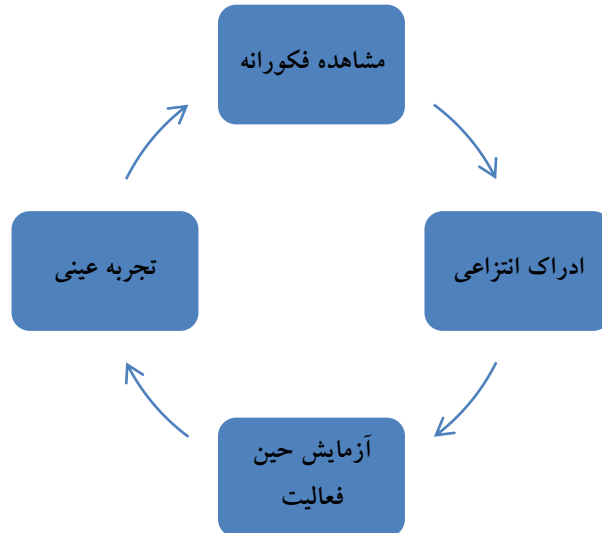 مشاهده فکورانه
ادراک انتزاعی
تجربه عینی
آزمایش حین
فعالیت